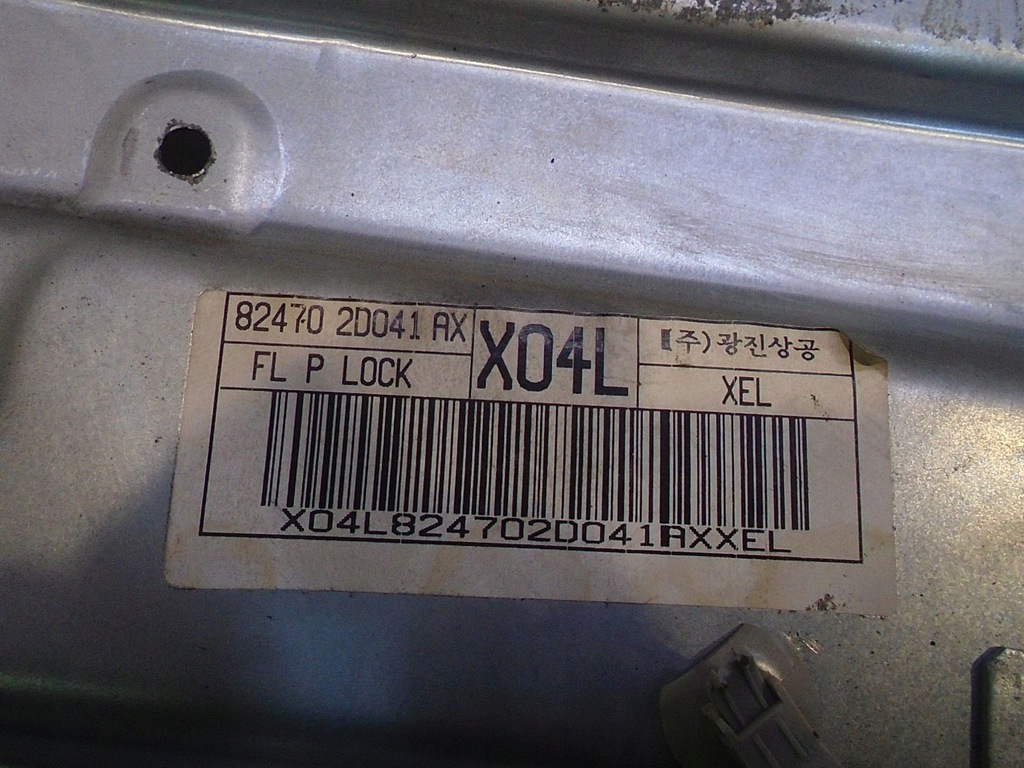 82470 2D041 AX
X04L
(주)광진상공
FL P LOCK
XEL
X04L824702D041AXXEL